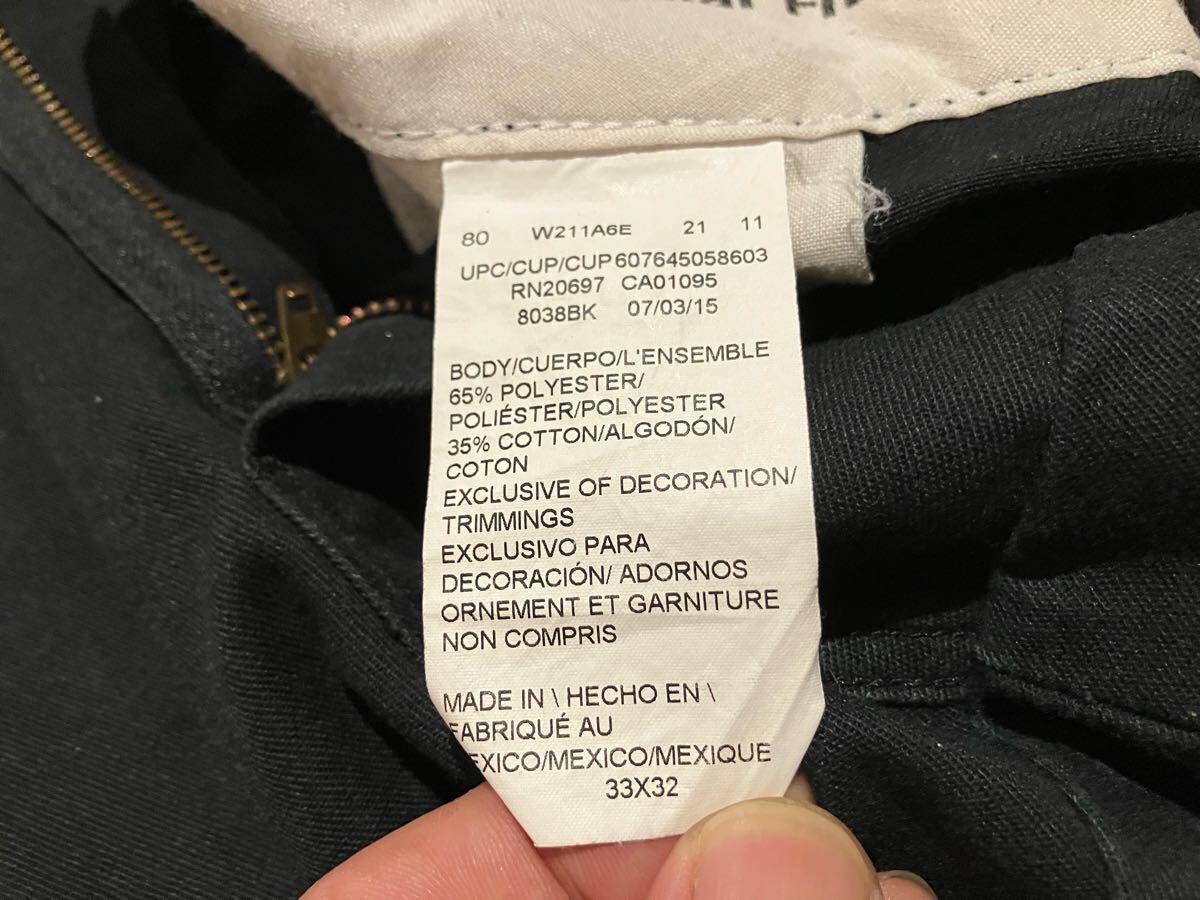 80 W211A6E 21 11
UPC/CUP/CUP 607645058603
RN20697 CA01095
8038BK 07/03/15
BODY/CUERPO/L'ENSEMBLE
65% POLYESTER/
POLIÉSTER/POLYESTER
35% COTTON/ALGODÓN/
COTON
EXCLUSIVE OF DECORATION/
TRIMMINGS
EXCLUSIVO PARA
DECORACIÓN/ ADORNOS
ORNEMENT ET GARNITURE
NON COMPRIS
MADE IN \ HECHO EN \
FABRIQUÉ AU
EXICO/MEXICO/MEXIQUE
33X32